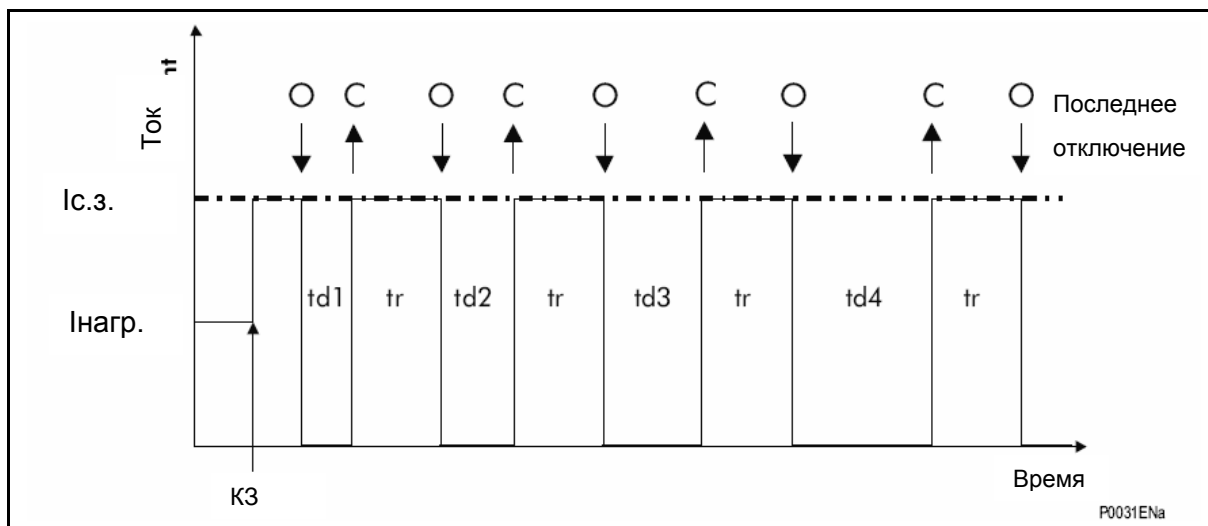 Ток
O C O C O C O C O Последнее
отключение
Iс.з.
td1 tr td2 tr td3 tr td4 tr
Iнагр.
Время
КЗ
P0031ENa